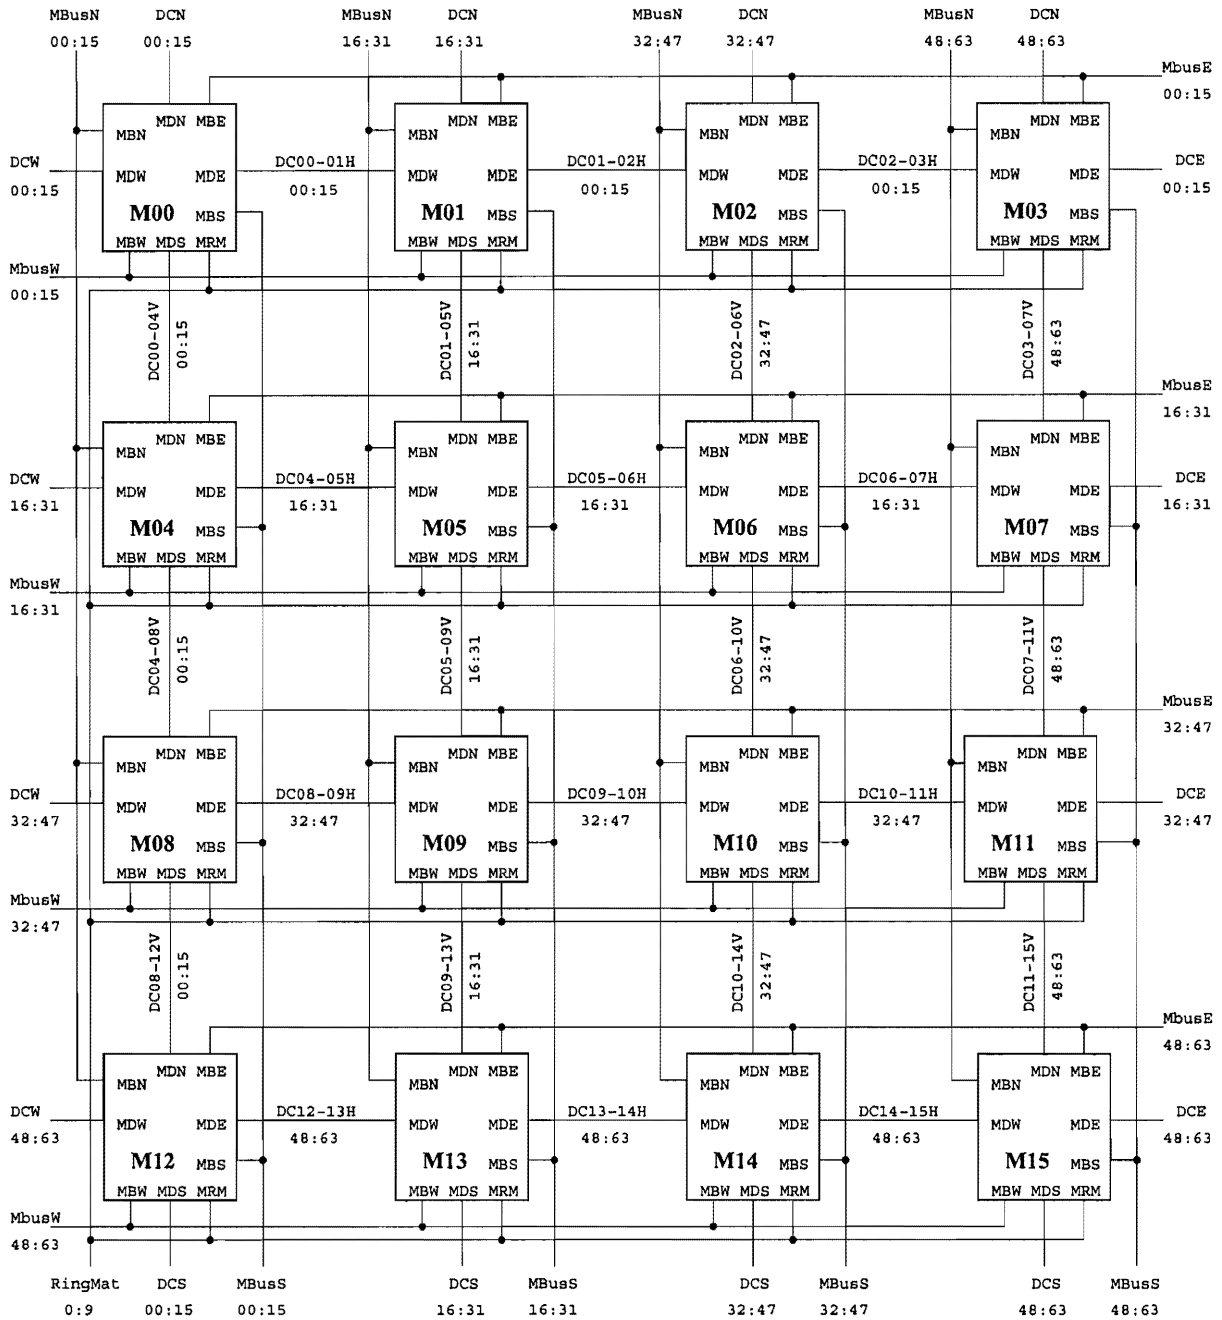 MBusN DCN MBusN DCN MBusN DCN MBusN DCN
00:15 00:15 16:31 16:31 32:47 32:47 48:63 48:63
MbusE
00:15
MDN MBE MDN MBE MDN MBE MDN MBE
MBN MBN MBN MBN
DCW DC00-01H DC01-02H DC02-03H DCE
MDW MDE MDW MDE MDW MDE MDW MDE
00:15 00:15 00:15 00:15 00:15
M00 MBS M01 MBS M02 MBS M03 MBS
MBW MDS MRM MBW MDS MRM MBW MDS MRM MBW MDS MRM
MbusW
00:15
DC00-04V DC01-05V DC02-06V DC03-07V
00:15 16:31 32:47 48:63
MbusE
16:31
MDN MBE MDN MBE MDN MBE MDN MBE
MBN MBN MBN MBN
DCW DC04-05H DC05-06H DC06-07H DCE
MDW MDE MDW MDE MDW MDE MDW MDE
16:31 16:31 16:31 16:31 16:31
M04 MBS M05 MBS M06 MBS M07 MBS
MBW MDS MRM MBW MDS MRM MBW MDS MRM MBW MDS MRM
MbusW
16:31
DC04-08V DC05-09V DC06-10V DC07-11V
00:15 16:31 32:47 48:63
MbusE
32:47
MDN MBE MDN MBE MDN MBE MDN MBE
MBN MBN MBN MBN
DCW DC08-09H DC09-10H DC10-11H DCE
MDW MDE MDW MDE MDW MDE MDW MDE
32:47 32:47 32:47 32:47 32:47
M08 MBS M09 MBS M10 MBS M11 MBS
MBW MDS MRM MBW MDS MRM MBW MDS MRM MBW MDS MRM
MbusW
32:47
DC08-12V DC09-13V DC10-14V DC11-15V
00:15 16:31 32:47 48:63
MbusE
48:63
MDN MBE MDN MBE MDN MBE MDN MBE
MBN MBN MBN MBN
DCW DC12-13H DC13-14H DC14-15H DCE
MDW MDE MDW MDE MDW MDE MDW MDE
48:63 48:63 48:63 48:63 48:63
M12 MBS M13 MBS M14 MBS M15 MBS
MBW MDS MRM MBW MDS MRM MBW MDS MRM MBW MDS MRM
MbusW
48:63
RingMat DCS MBusS DCS MBusS DCS MBusS DCS MBusS
0:9 00:15 00:15 16:31 16:31 32:47 32:47 48:63 48:63